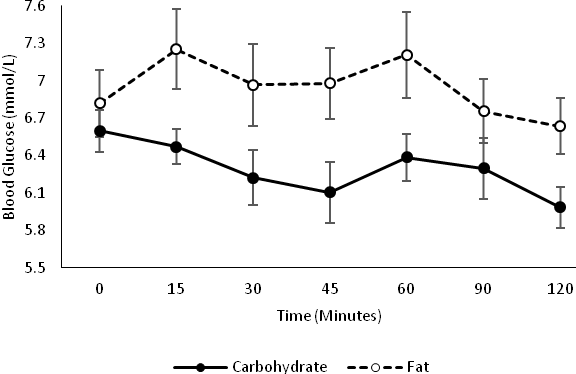 7.6
7.3
7
6.7
6.4
6.1
5.8
5.5
Blood Glucose (mmol/L)
0 15 30 45 60 90 120
Time (Minutes)
Carbohydrate Fat